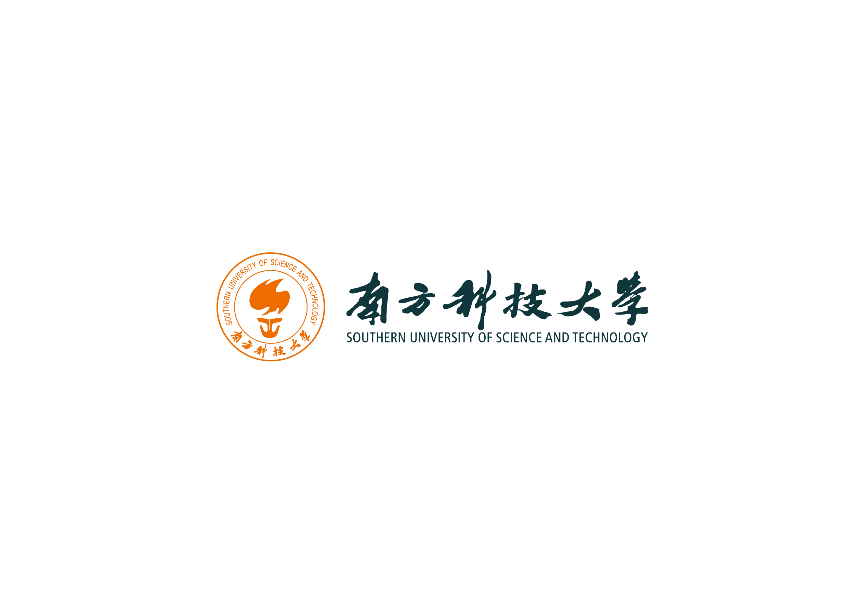 SOUTHERN UNIVERSITY OF SCIENCE AND TECHNOLOGY
南方科技大学
南方科技大学
SOUTHERN UNIVERSITY OF SCIENCE AND TECHNOLOGY